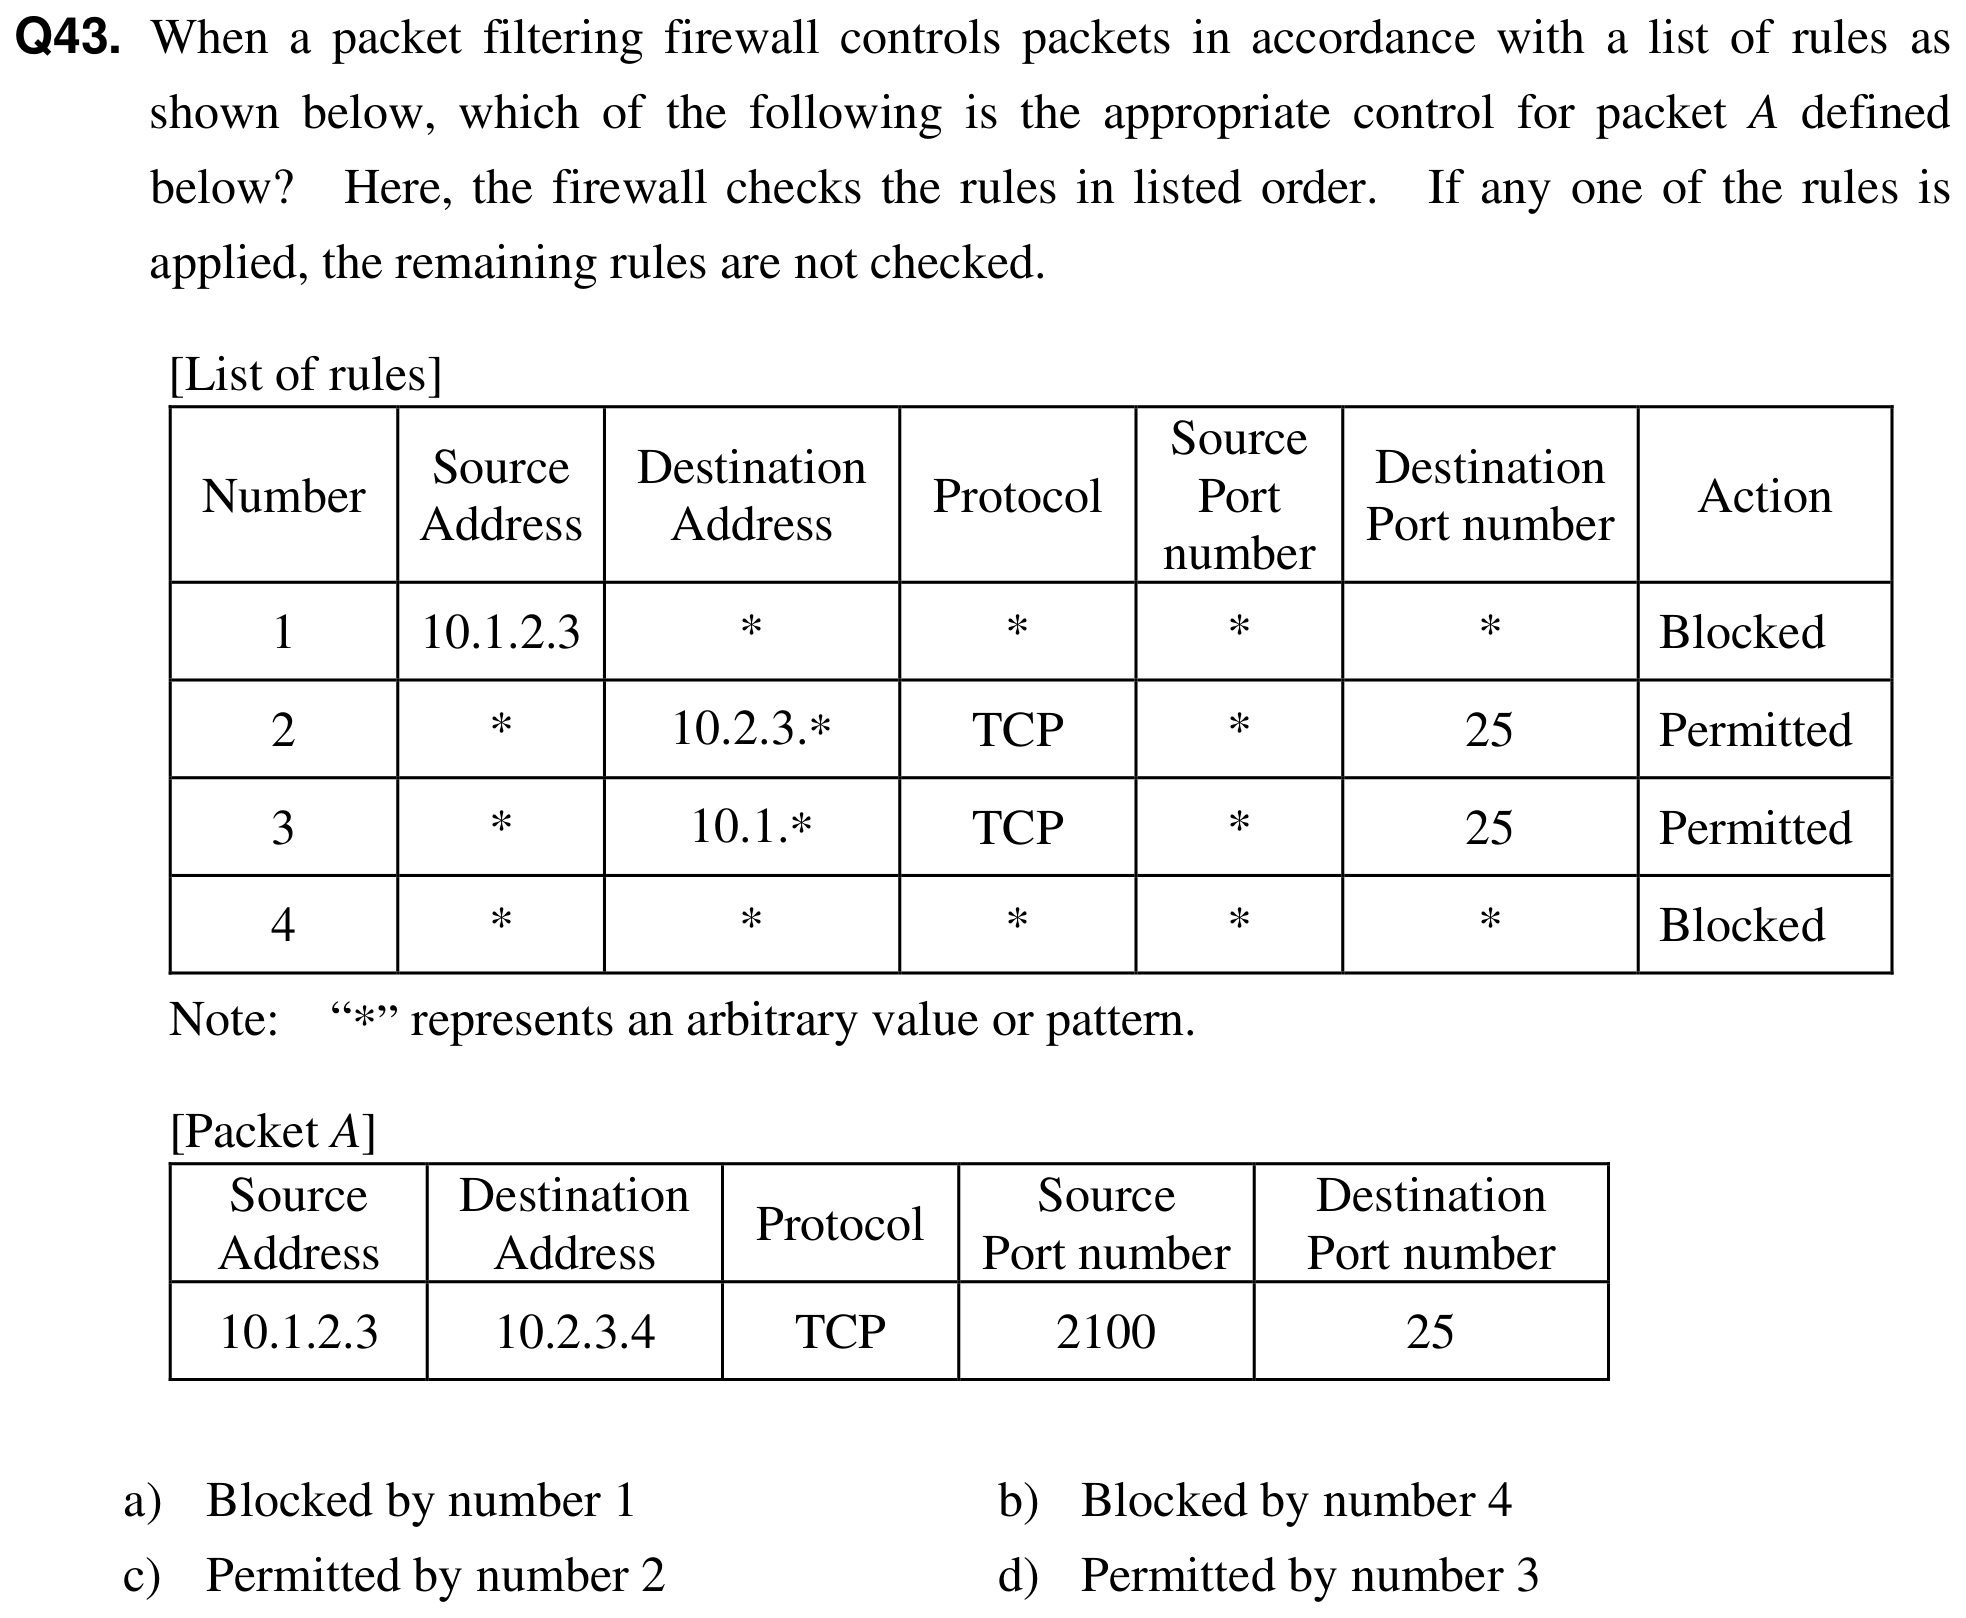 Q43. When a packet filtering firewall controls packets in accordance with a list of rules as
shown below, which of the following is the appropriate control for packet A defined
below? Here, the firewall checks the rules in listed order. If any one of the rules is
applied, the remaining rules are not checked.
[List of rules]
Number Source Address Destination Address Protocol Source Port number Destination Port number Action
1 10.1.2.3 * * * * Blocked
2 * 10.2.3.* TCP * 25 Permitted
3 * 10.1.* TCP * 25 Permitted
4 * * * * * Blocked
Note: “*” represents an arbitrary value or pattern.
[Packet A]
Source Address Destination Address Protocol Source Port number Destination Port number
10.1.2.3 10.2.3.4 TCP 2100 25
a) Blocked by number 1 b) Blocked by number 4
c) Permitted by number 2 d) Permitted by number 3